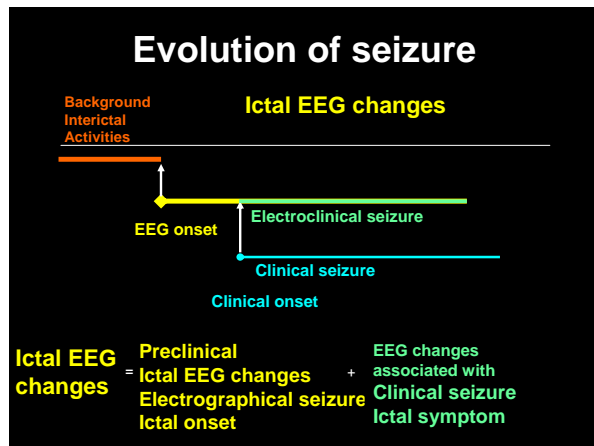 Evolution of seizure
Background
Interictal
Activities
Ictal EEG changes
Electroclinical seizure
EEG onset
Clinical seizure
Clinical onset
Ictal EEG
changes
=
Preclinical
Ictal EEG changes
Electrographical seizure
Ictal onset
+
EEG changes
associated with
Clinical seizure
Ictal symptom